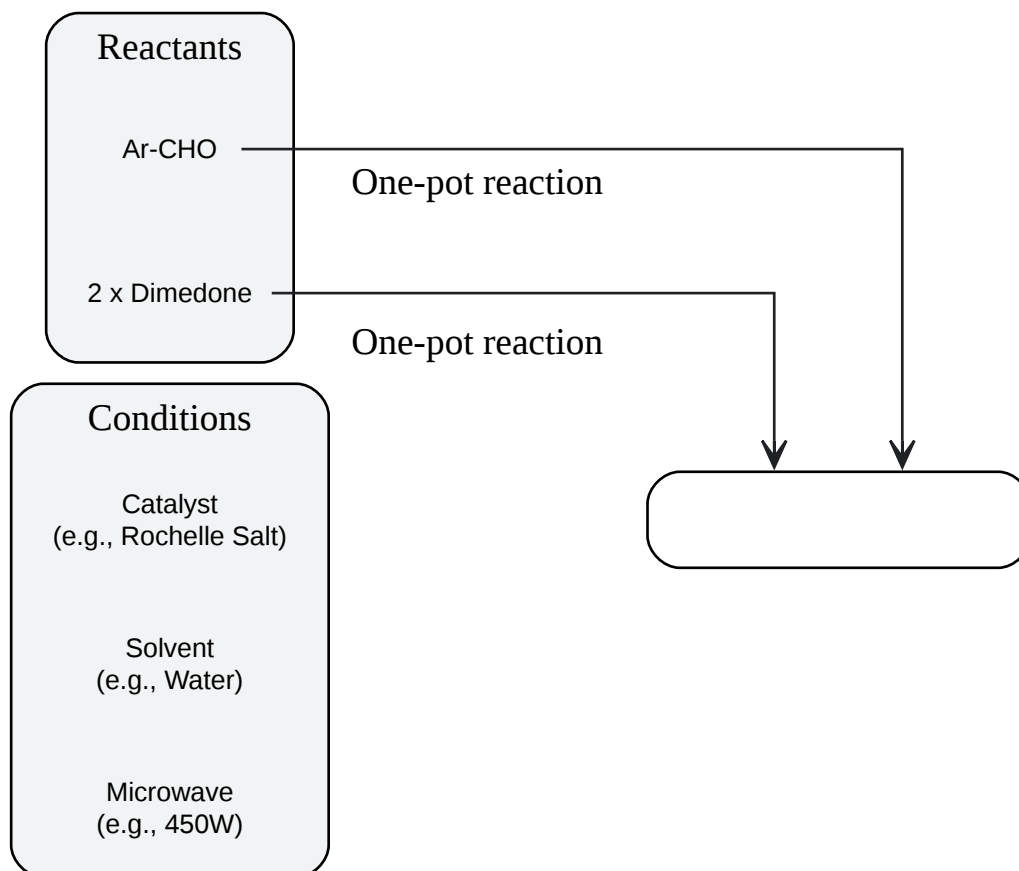 Reactants
Ar-CHO
One-pot reaction
2 x Dimedone
One-pot reaction
Conditions
Catalyst
(e.g., Rochelle Salt)
Solvent
(e.g., Water)
Microwave
(e.g., 450W)